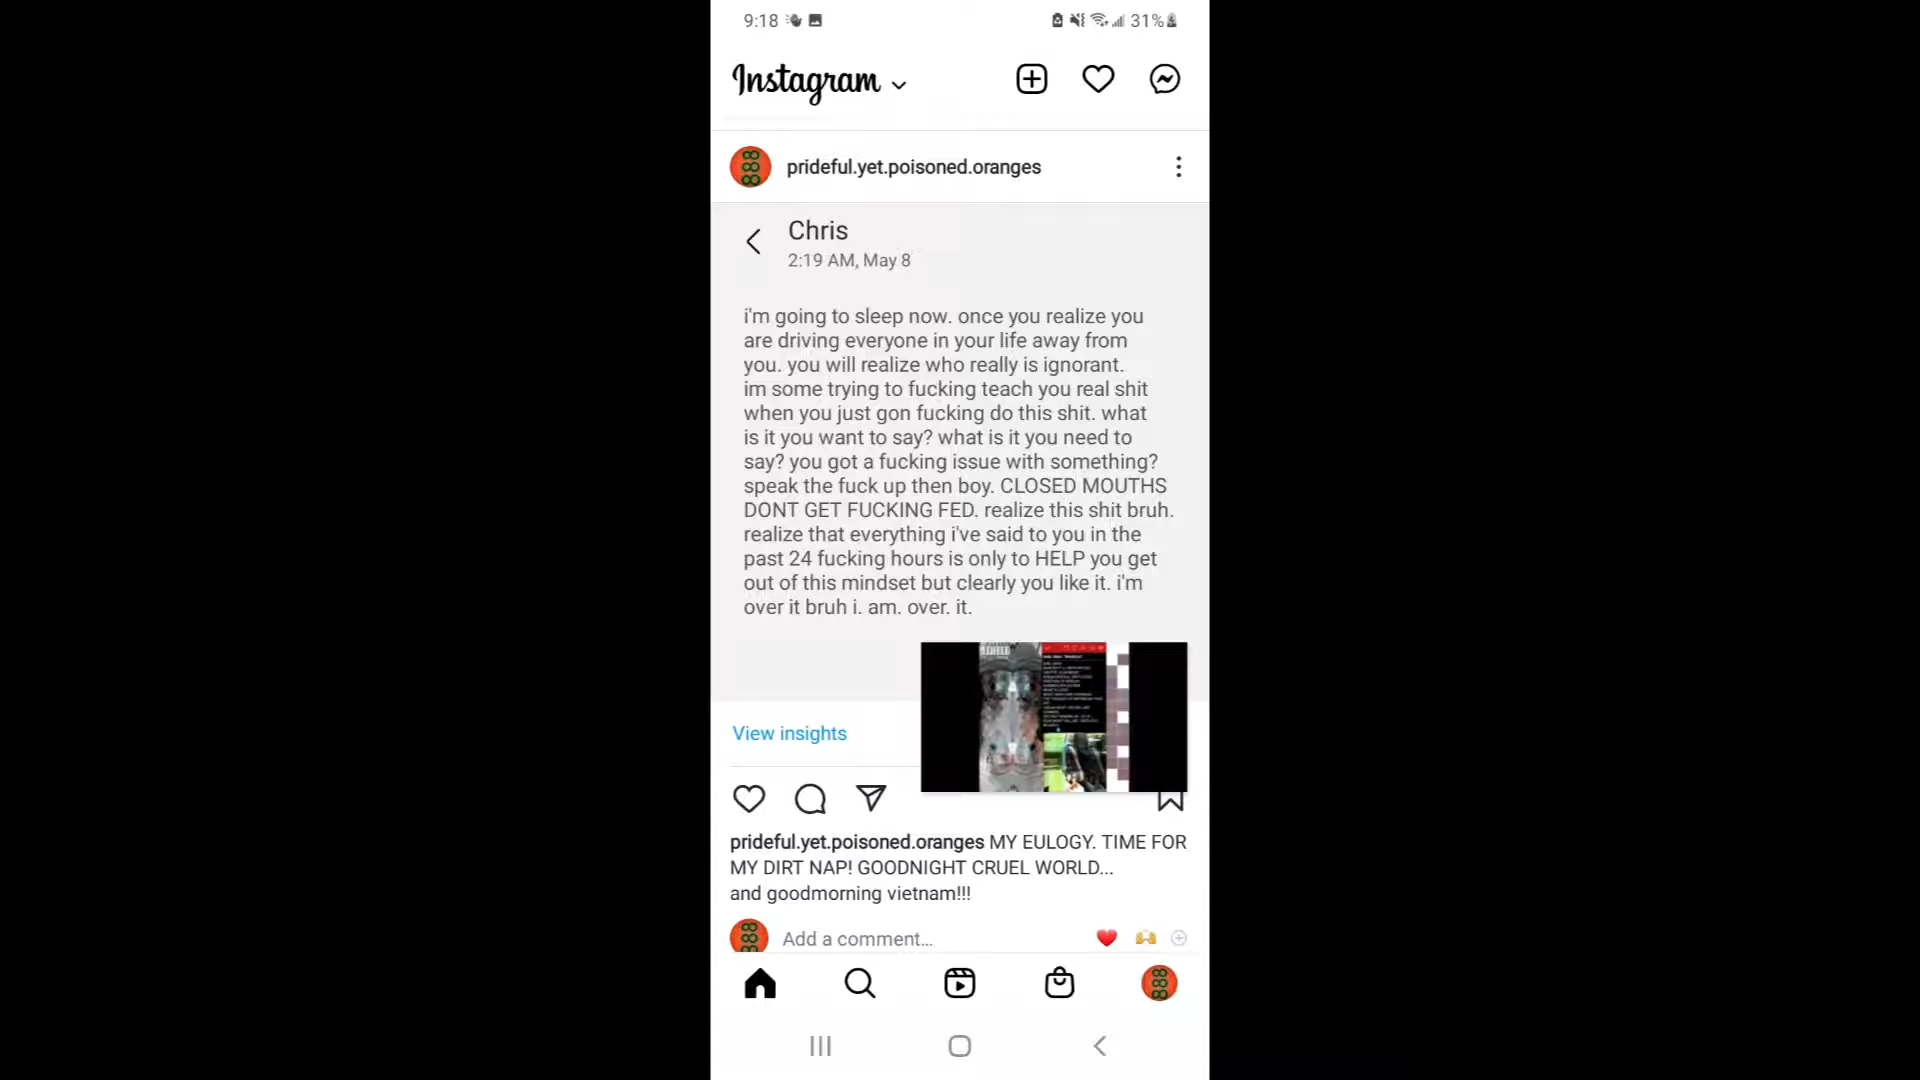 9:18
31%
Instagram
prideful.yet.poisoned.oranges
Chris
2:19 AM, May 8
i'm going to sleep now. once you realize you
are driving everyone in your life away from
you. you will realize who really is ignorant.
im some trying to fucking teach you real shit
when you just gon fucking do this shit. what
is it you want to say? what is it you need to
say? you got a fucking issue with something?
speak the fuck up then boy. CLOSED MOUTHS
DONT GET FUCKING FED. realize this shit bruh.
realize that everything i've said to you in the
past 24 fucking hours is only to HELP you get
out of this mindset but clearly you like it. i'm
over it bruh i. am. over. it.
View insights
prideful.yet.poisoned.oranges MY EULOGY. TIME FOR
MY DIRT NAP! GOODNIGHT CRUEL WORLD...
and goodmorning vietnam!!!
Add a comment...